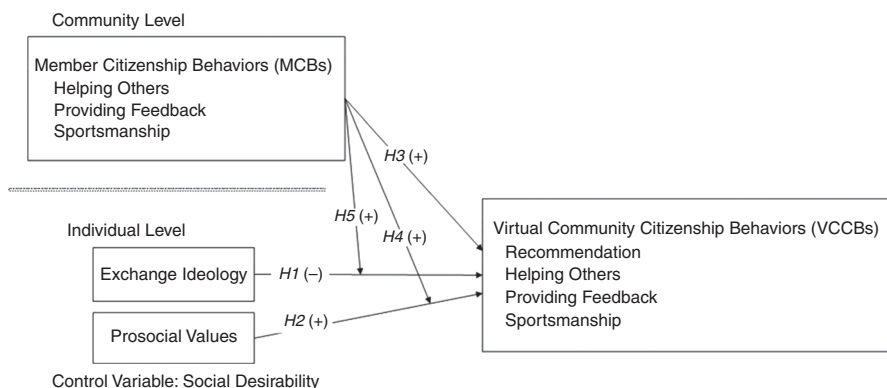 Community Level
Member Citizenship Behaviors (MCBs)
Helping Others
Providing Feedback
Sportsmanship
H3 (+)
H5 (+)
H4 (+)
Individual Level
Exchange Ideology
H1 (–)
Prosocial Values
H2 (+)
Virtual Community Citizenship Behaviors (VCCBs)
Recommendation
Helping Others
Providing Feedback
Sportsmanship
Control Variable: Social Desirability